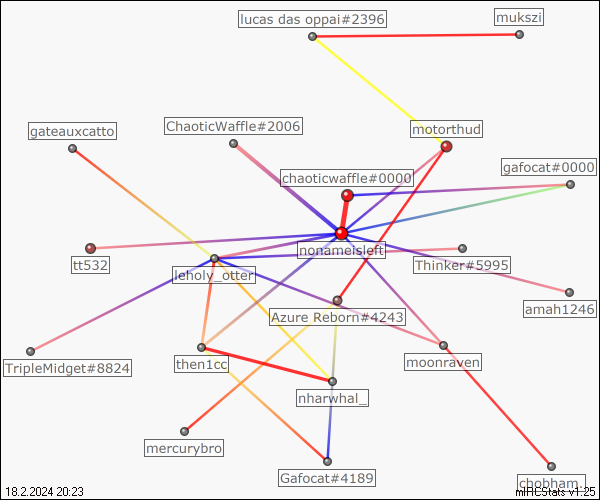 lucas das oppai#2396
mukszi
gateauxcatto
ChaoticWaffle#2006
motorthud
chaoticwaffle#0000
gafocat#0000
nonameisleft
tt532
leholy_otter
Thinker#5995
amah1246
Azure Reborn#4243
TripleMidget#8824
then1cc
moonraven
nharwhal_
mercurybro
Gafocat#4189
chobham.
18.2.2024 20:23
mIRCStats v1.25